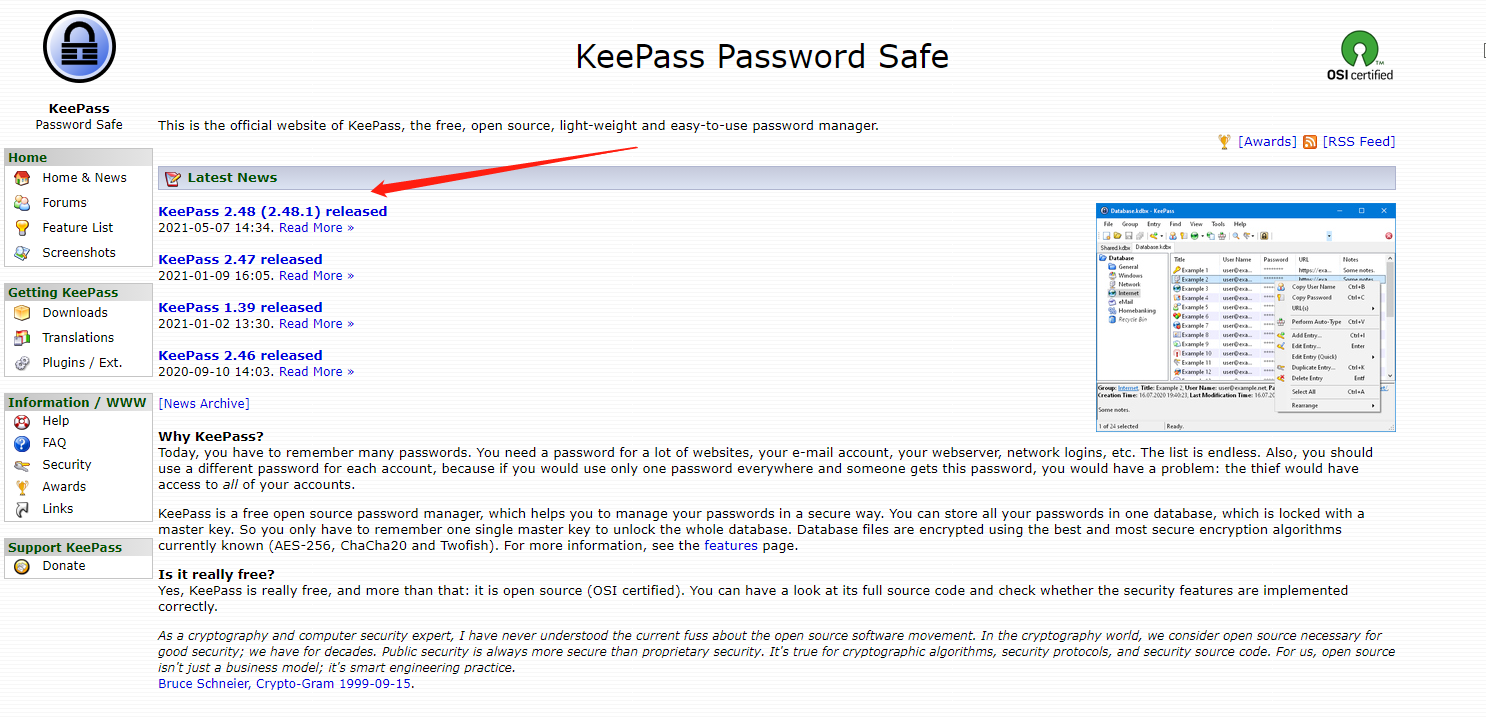 KeePass Password Safe
OSI certified
KeePass
Password Safe
This is the official website of KeePass, the free, open source, light-weight and easy-to-use password manager.
[Awards] [RSS Feed]
Home
Home & News
Forums
Feature List
Screenshots
Getting KeePass
Downloads
Translations
Plugins / Ext.
Information / WWW
Help
FAQ
Security
Awards
Links
Support KeePass
Donate
Latest News
KeePass 2.48 (2.48.1) released
2021-05-07 14:34. Read More »
KeePass 2.47 released
2021-01-09 16:05. Read More »
KeePass 1.39 released
2021-01-02 13:30. Read More »
KeePass 2.46 released
2020-09-10 14:03. Read More »
[News Archive]
Database.kdbx - KeePass
File Group Entry Find View Tools Help
Shared.kdbx Database.kdbx
Database
General
Windows
Network
Internet
eMail
Homebanking
Recycle Bin
Title User Name Password URL Notes
Example 1 user@exa... ******** https://exa... Some notes.
Example 2 user@exa... ******** https://exa... Some notes.
Example 3 user@exa...
Example 4 user@exa...
Example 5 user@exa...
Example 6 user@exa...
Example 7 user@exa...
Example 8 user@exa...
Example 9 user@exa...
Example 10 user@exa...
Example 11 user@exa...
Example 12 user@exa...
Copy User Name Ctrl+B
Copy Password Ctrl+C
URL(s)
Perform Auto-Type Ctrl+V
Add Entry... Ctrl+I
Edit Entry... Enter
Edit Entry (Quick)
Duplicate Entry... Ctrl+K
Delete Entry Entf
Select All Ctrl+A
Rearrange
Group: Internet, Title: Example 2, User Name: user@example.net,
Creation Time: 16.07.2020 19:40:23, Last Modification Time: 16.07.20
Some notes.
1 of 24 selected Ready.
Why KeePass?
Today, you have to remember many passwords. You need a password for a lot of websites, your e-mail account, your webserver, network logins, etc. The list is endless. Also, you should
use a different password for each account, because if you would use only one password everywhere and someone gets this password, you would have a problem: the thief would have
access to all of your accounts.
KeePass is a free open source password manager, which helps you to manage your passwords in a secure way. You can store all your passwords in one database, which is locked with a
master key. So you only have to remember one single master key to unlock the whole database. Database files are encrypted using the best and most secure encryption algorithms
currently known (AES-256, ChaCha20 and Twofish). For more information, see the features page.
Is it really free?
Yes, KeePass is really free, and more than that: it is open source (OSI certified). You can have a look at its full source code and check whether the security features are implemented
correctly.
As a cryptography and computer security expert, I have never understood the current fuss about the open source software movement. In the cryptography world, we consider open source necessary for
good security; we have for decades. Public security is always more secure than proprietary security. It's true for cryptographic algorithms, security protocols, and security source code. For us, open source
isn't just a business model; it's smart engineering practice.
Bruce Schneier, Crypto-Gram 1999-09-15.